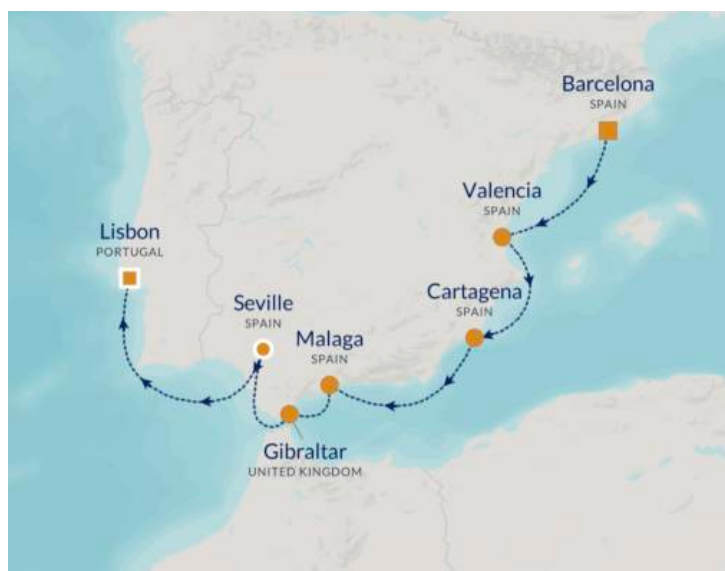 Barcelona
SPAIN
Valencia
SPAIN
Lisbon
PORTUGAL
Cartagena
SPAIN
Seville
SPAIN
Malaga
SPAIN
Gibraltar
UNITED KINGDOM